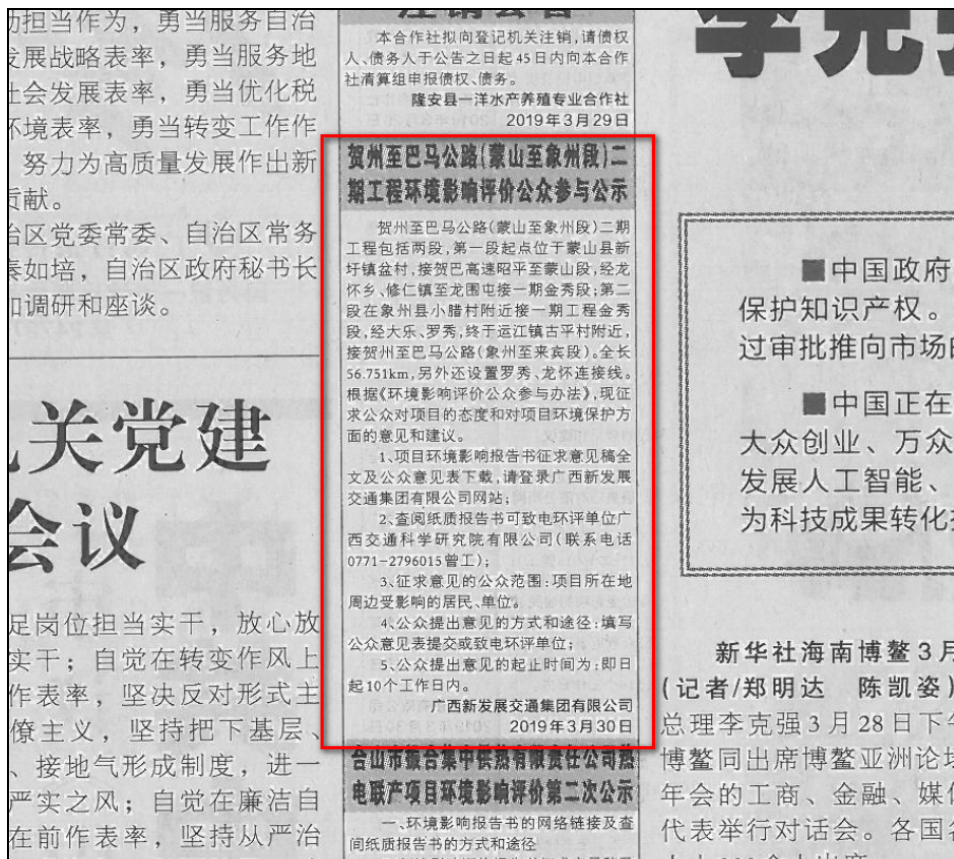 力担当作为，勇当服务自治
发展战略表率，勇当服务地
社会发展表率，勇当优化税
环境表率，勇当转变工作作
努力为高质量发展作出新
贡献。
治区党委常委、自治区常务
秦如培，自治区政府秘书长
加调研和座谈。
关党建
会议
足岗位担当实干，放心放
实干；自觉在转变作风上
作表率，坚决反对形式主
僚主义，坚持把下基层、
、接地气形成制度，进一
严实之风；自觉在廉洁自
在前作表率，坚持从严治
注销公告
本合作社拟向登记机关注销,请债权
人、债务人于公告之日起45日内向本合作
社清算组申报债权、债务。
隆安县一洋水产养殖专业合作社
2019年3月29日
贺州至巴马公路(蒙山至象州段)二
期工程环境影响评价公众参与公示
贺州至巴马公路(蒙山至象州段)二期
工程包括两段,第一段起点位于蒙山县新
圩镇盆村,接贺巴高速昭平至蒙山段,经龙
怀乡、修仁镇至龙围屯接一期金秀段;第二
段在象州县小腊村附近接一期工程金秀
段,经大乐、罗秀,终于运江镇古平村附近,
接贺州至巴马公路(象州至来宾段)。全长
56.751km,另外还设置罗秀、龙怀连接线。
根据《环境影响评价公众参与办法》,现征
求公众对项目的态度和对项目环境保护方
面的意见和建议。
1、项目环境影响报告书征求意见稿全
文及公众意见表下载,请登录广西新发展
交通集团有限公司网站;
2、查阅纸质报告书可致电环评单位广
西交通科学研究院有限公司(联系电话
0771-2796015曾工);
3、征求意见的公众范围:项目所在地
周边受影响的居民、单位。
4、公众提出意见的方式和途径:填写
公众意见表提交或致电环评单位;
5、公众提出意见的起止时间为:即日
起10个工作日内。
广西新发展交通集团有限公司
2019年3月30日
合山市虔合集中供热有限责任公司热
电联产项目环境影响评价第二次公示
一、环境影响报告书的网络链接及查
间纸质报告书的方式和途径
李克
■中国政府
保护知识产权。
过审批推向市场
■中国正在
大众创业、万众
发展人工智能、
为科技成果转化
新华社海南博鳌3月
(记者/郑明达 陈凯姿)
总理李克强3月28日下午
博鳌同出席博鳌亚洲论坛
年会的工商、金融、媒体
代表举行对话会。各国